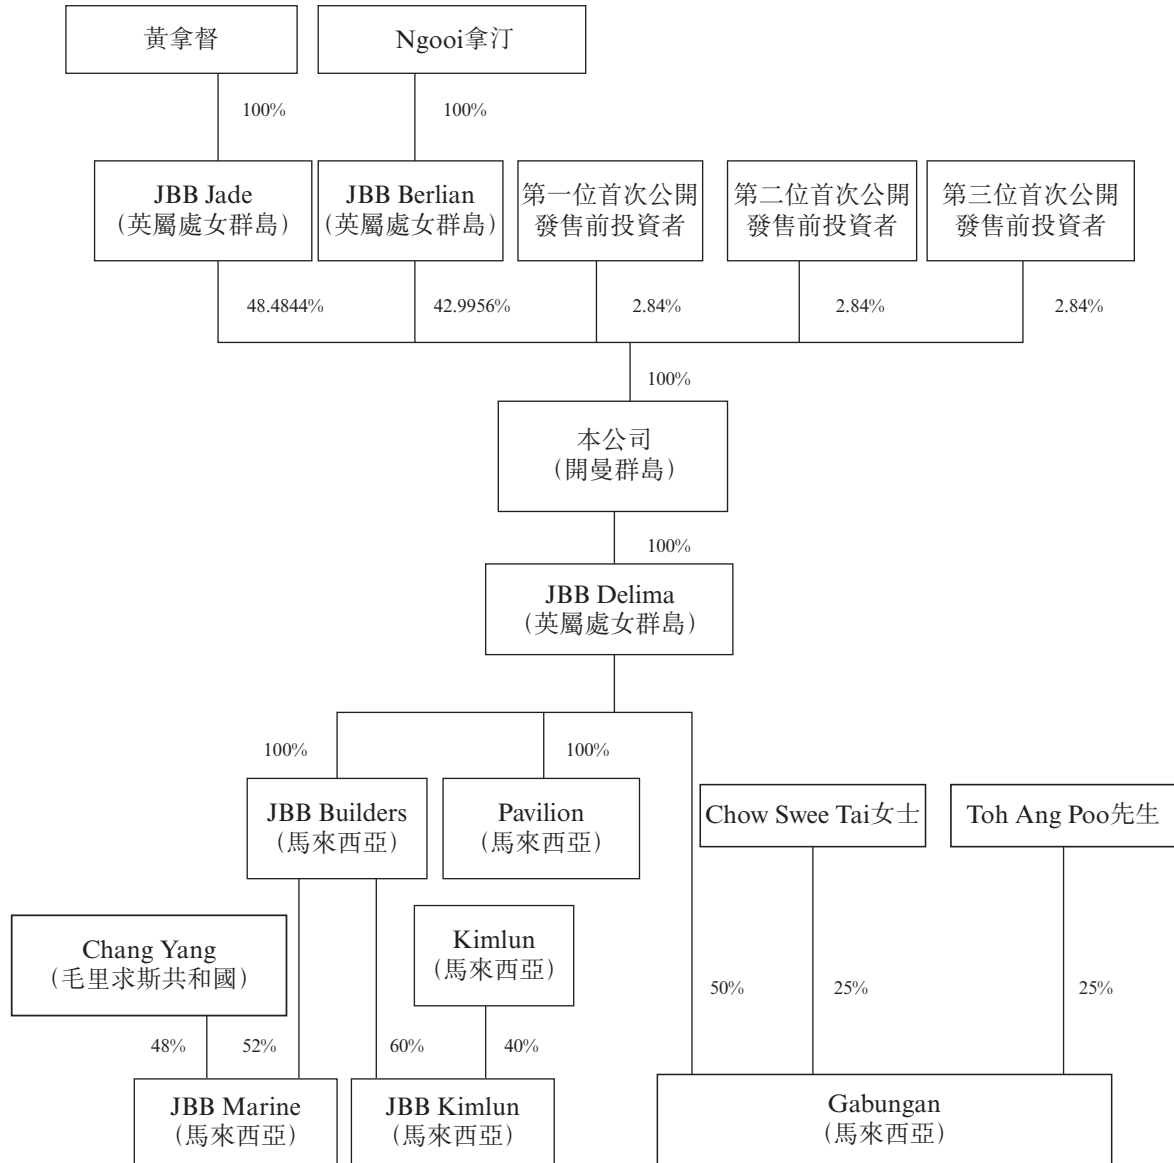 黃拿督
Ngooi拿汀
100%
100%
JBB Jade
(英屬處女群島)
JBB Berlian
(英屬處女群島)
第一位首次公開
發售前投資者
第二位首次公開
發售前投資者
第三位首次公開
發售前投資者
48.4844%
42.9956%
2.84%
2.84%
2.84%
100%
本公司
(開曼群島)
100%
JBB Delima
(英屬處女群島)
100%
100%
JBB Builders
(馬來西亞)
Pavilion
(馬來西亞)
Chow Swee Tai女士
Toh Ang Poo先生
Chang Yang
(毛里求斯共和國)
Kimlun
(馬來西亞)
50%
25%
25%
48%
52%
60%
40%
JBB Marine
(馬來西亞)
JBB Kimlun
(馬來西亞)
Gabungan
(馬來西亞)